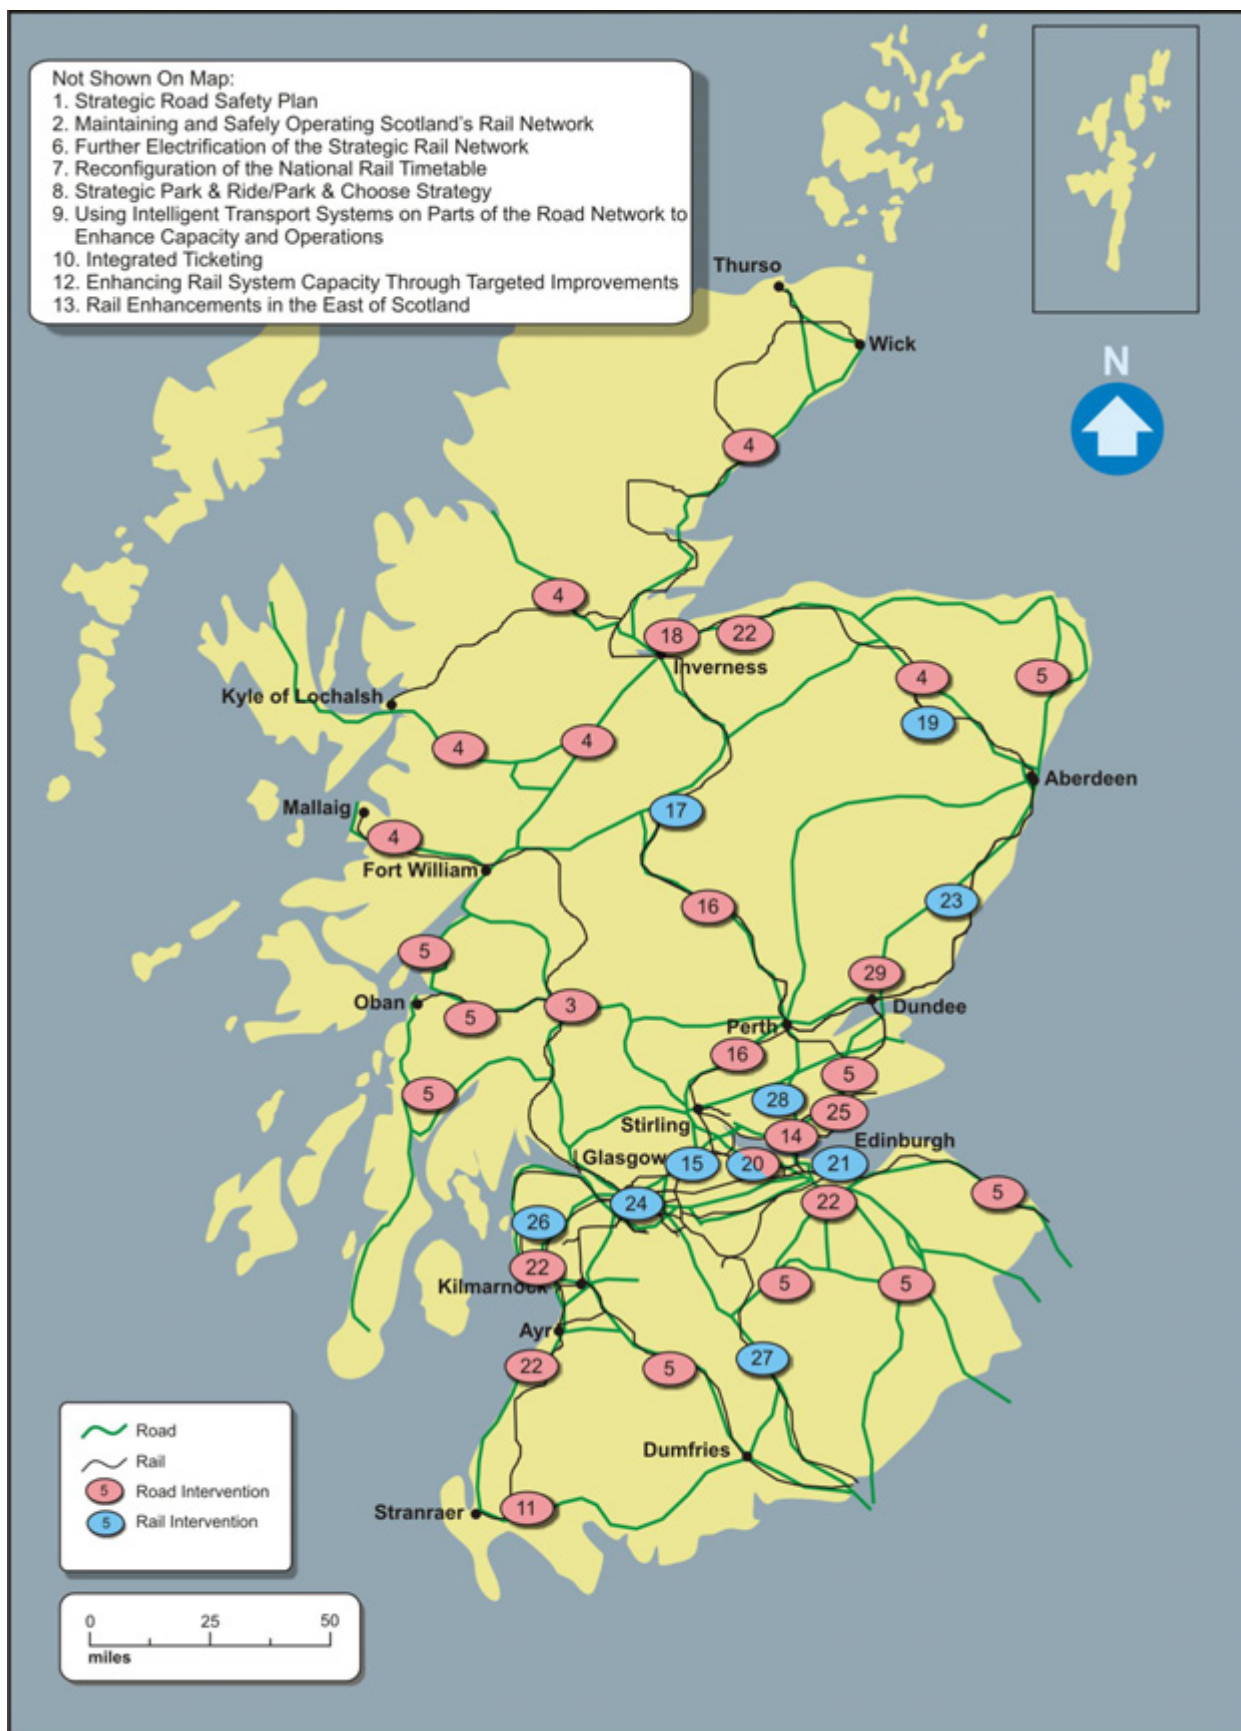 Not Shown On Map:
1. Strategic Road Safety Plan
2. Maintaining and Safely Operating Scotland's Rail Network
6. Further Electrification of the Strategic Rail Network
7. Reconfiguration of the National Rail Timetable
8. Strategic Park & Ride/Park & Choose Strategy
9. Using Intelligent Transport Systems on Parts of the Road Network to
Enhance Capacity and Operations
10. Integrated Ticketing
12. Enhancing Rail System Capacity Through Targeted Improvements
13. Rail Enhancements in the East of Scotland
Thurso
Wick
N
4
4
18
22
Inverness
4
5
Kyle of Lochalsh
19
4
4
Aberdeen
Mallaig
17
4
Fort William
16
23
5
29
Oban
3
Dundee
5
Perth
16
5
5
28
25
Stirling
14
Edinburgh
Glasgow
15
20
21
5
24
22
26
22
Kilmarnock
5
5
Ayr
22
5
27
Dumfries
Stranraer
11
Road
Rail
5 Road Intervention
5 Rail Intervention
0 25 50
miles